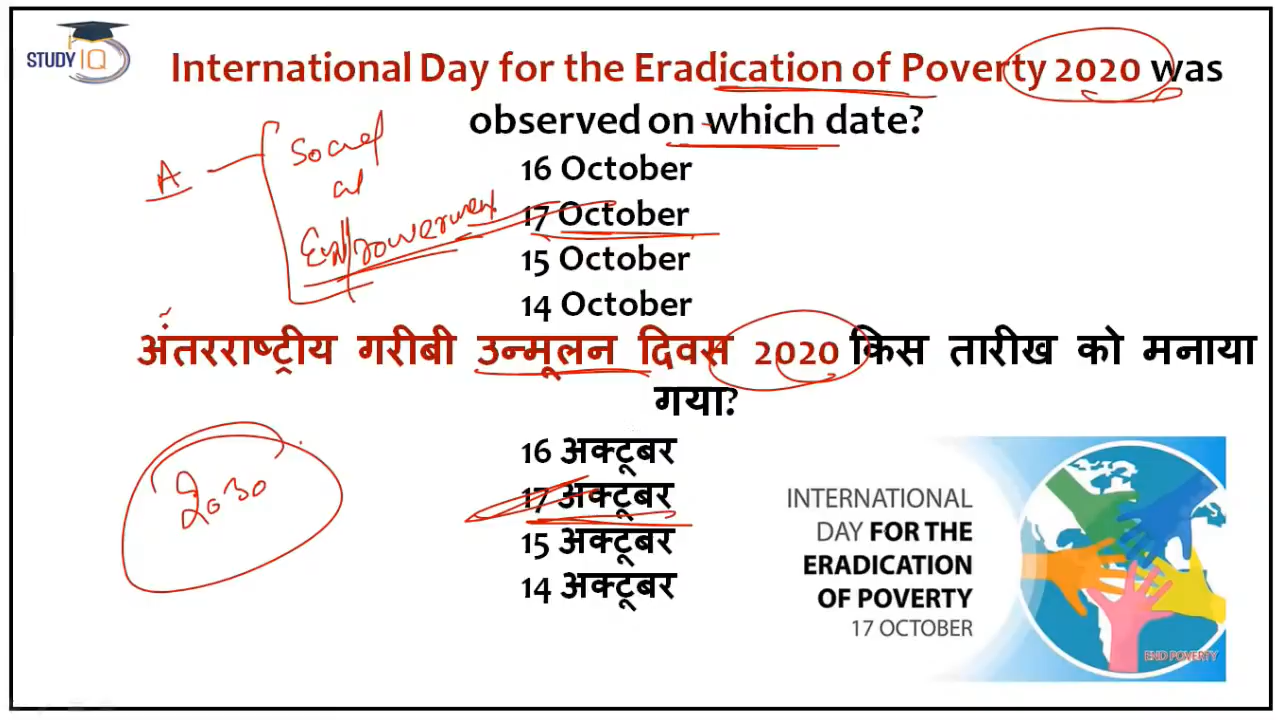 STUDY IQ
International Day for the Eradication of Poverty 2020 was
observed on which date?
16 October
17 October
15 October
14 October
A
Empowerment
अंतरराष्ट्रीय गरीबी उन्मूलन दिवस 2020 किस तारीख को मनाया
गया?
2030
16 अक्टूबर
17 अक्टूबर
15 अक्टूबर
14 अक्टूबर
INTERNATIONAL
DAY FOR THE
ERADICATION
OF POVERTY
17 OCTOBER
END POVERTY